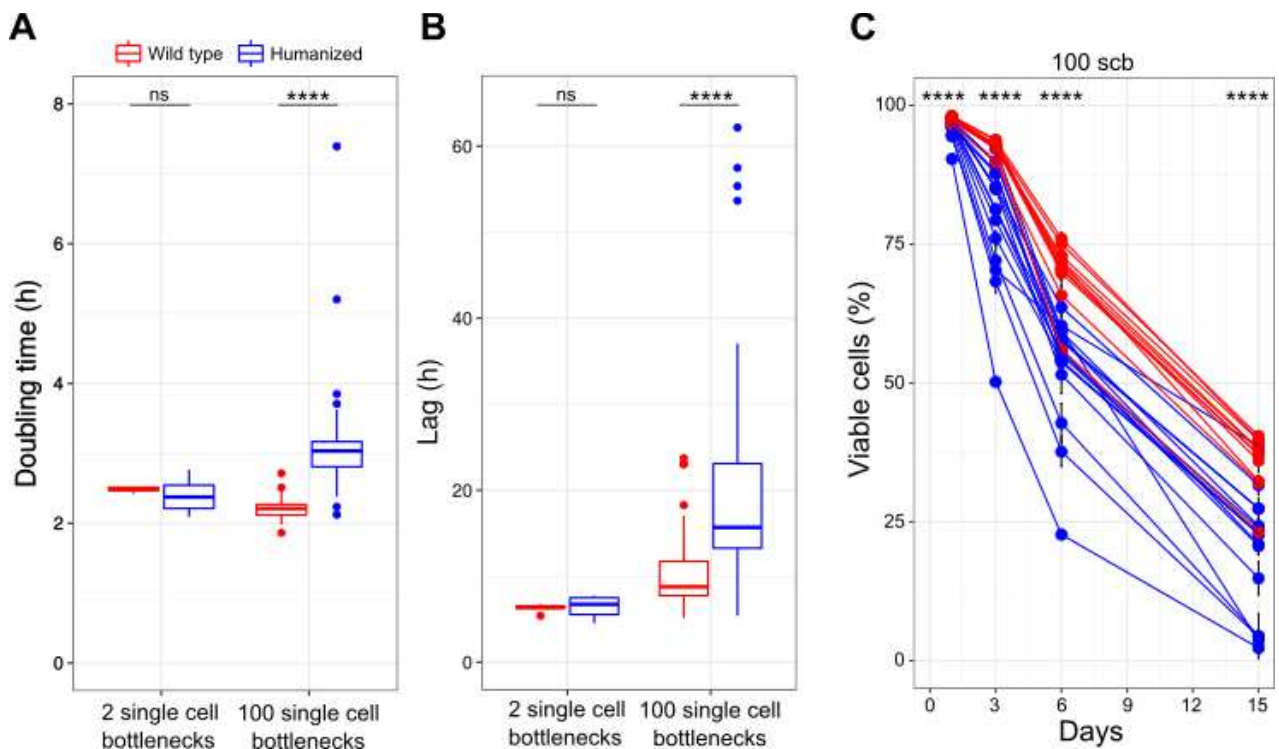 A
Wild type
Humanized
ns
****
8
6
4
2
0
Doubling time (h)
2 single cell
bottlenecks
100 single cell
bottlenecks
B
ns
****
60
40
20
0
Lag (h)
2 single cell
bottlenecks
100 single cell
bottlenecks
C
100 scb
**** **** **** ****
100
75
50
25
0
Viable cells (%)
0 3 6 9 12 15
Days